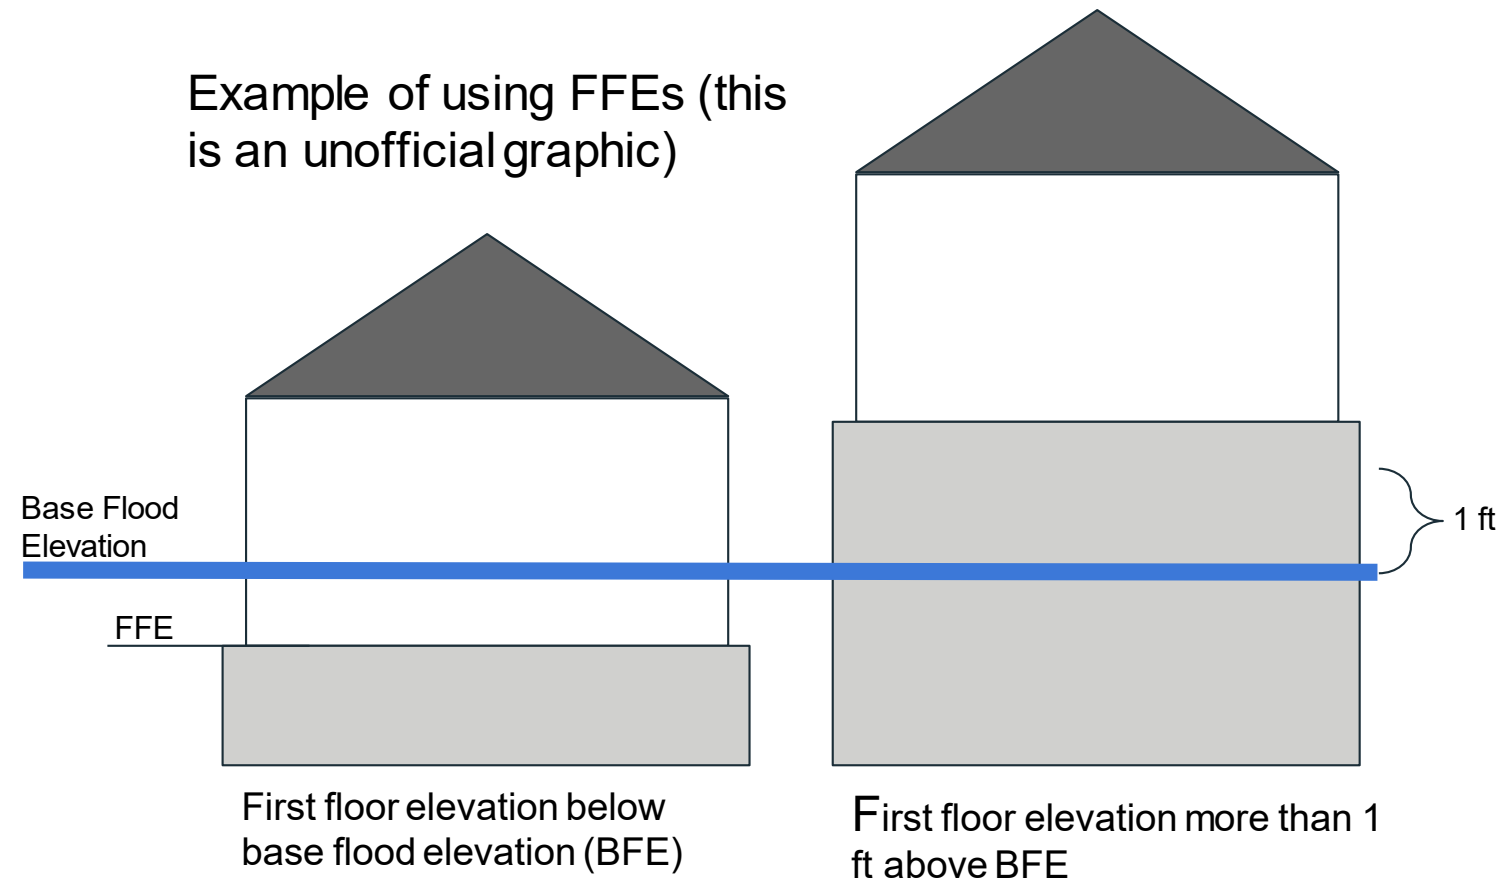 Example of using FFEs (this
is an unofficial graphic)
Base Flood
Elevation
1 ft
FFE
First floor elevation below
base flood elevation (BFE)
First floor elevation more than 1
ft above BFE